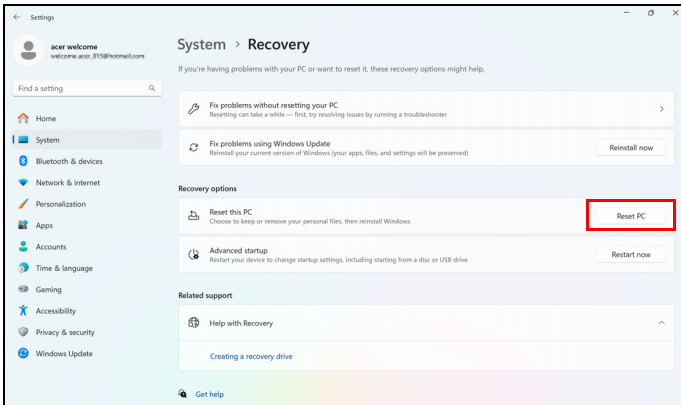 Settings
acer welcome
welcome.acer_815@hotmail.com
Find a setting
Home
System
Bluetooth & devices
Network & internet
Personalization
Apps
Accounts
Time & language
Gaming
Accessibility
Privacy & security
Windows Update
System > Recovery
If you're having problems with your PC or want to reset it, these recovery options might help.
Fix problems without resetting your PC
Resetting can take a while — first, try resolving issues by running a troubleshooter
Fix problems using Windows Update
Reinstall your current version of Windows (your apps, files, and settings will be preserved)
Reinstall now
Recovery options
Reset this PC
Choose to keep or remove your personal files, then reinstall Windows
Reset PC
Advanced startup
Restart your device to change startup settings, including starting from a disc or USB drive
Restart now
Related support
Help with Recovery
Creating a recovery drive
Get help